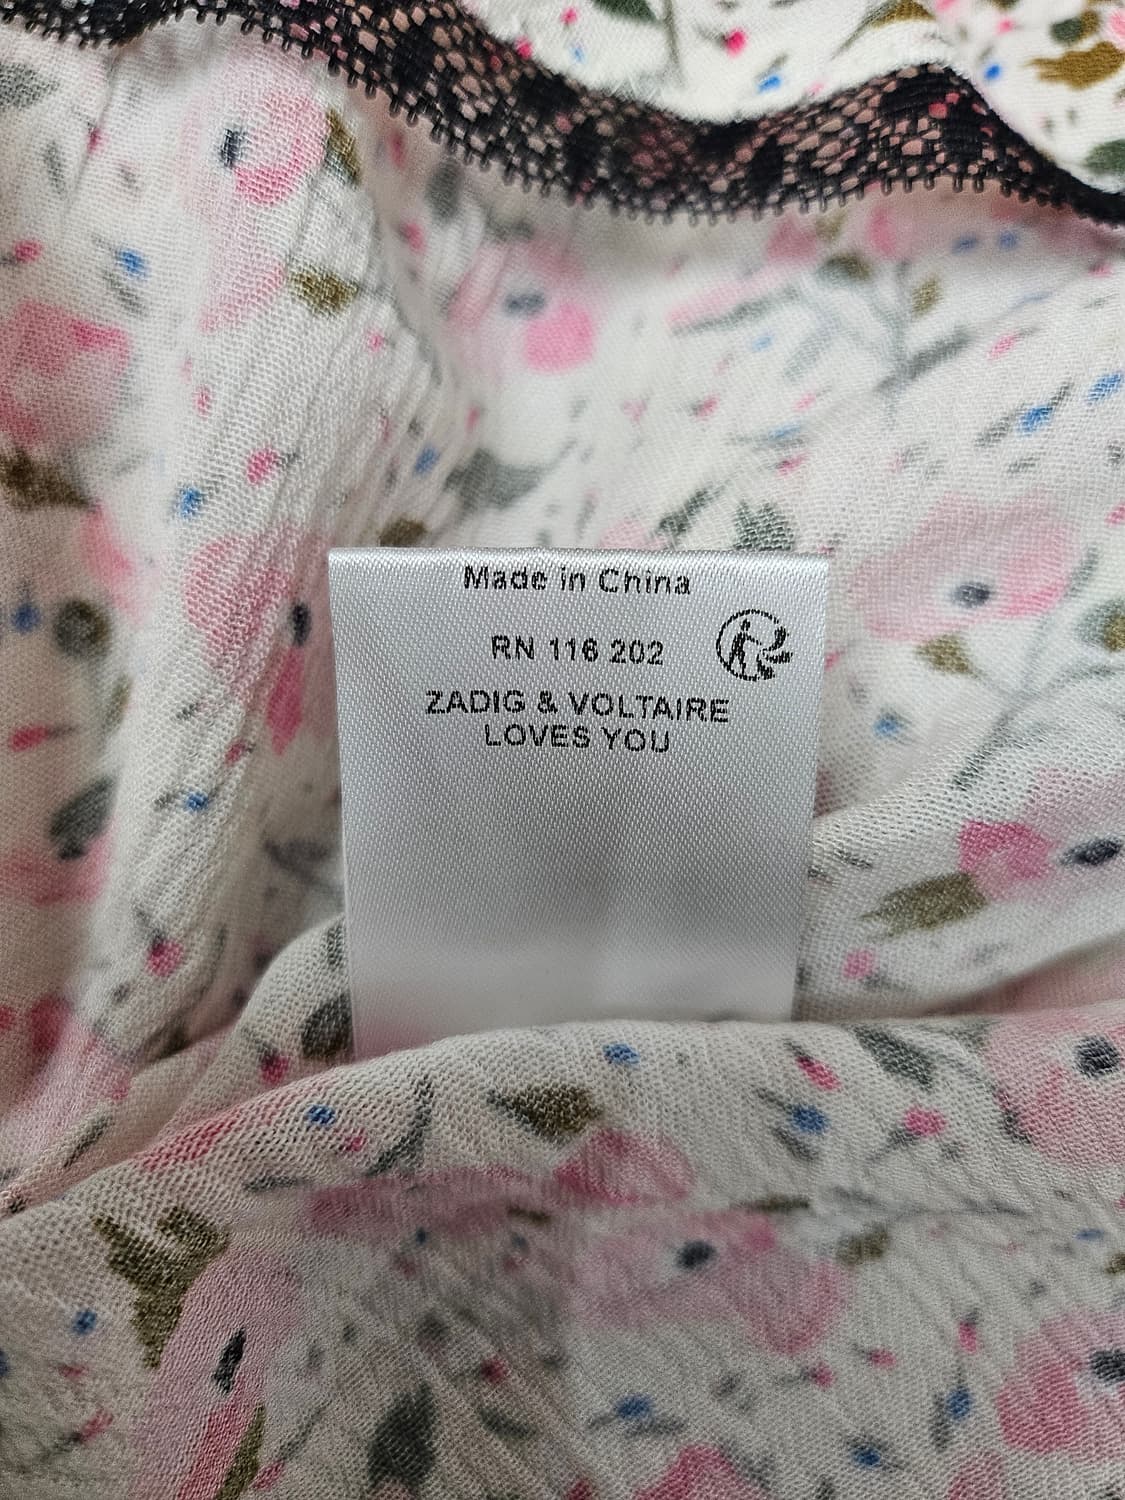 Made in China
RN 116 202
ZADIG & VOLTAIRE
LOVES YOU